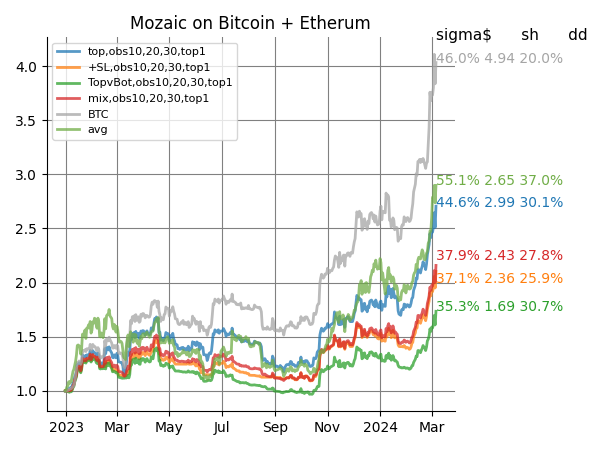 Mozaic on Bitcoin + Etherum
sigma$ sh dd
top,obs10,20,30,top1
+SL,obs10,20,30,top1
TopvBot,obs10,20,30,top1
mix,obs10,20,30,top1
BTC
avg
46.0% 4.94 20.0%
55.1% 2.65 37.0%
44.6% 2.99 30.1%
37.9% 2.43 27.8%
37.1% 2.36 25.9%
35.3% 1.69 30.7%
4.0
3.5
3.0
2.5
2.0
1.5
1.0
2023 Mar May Jul Sep Nov 2024 Mar